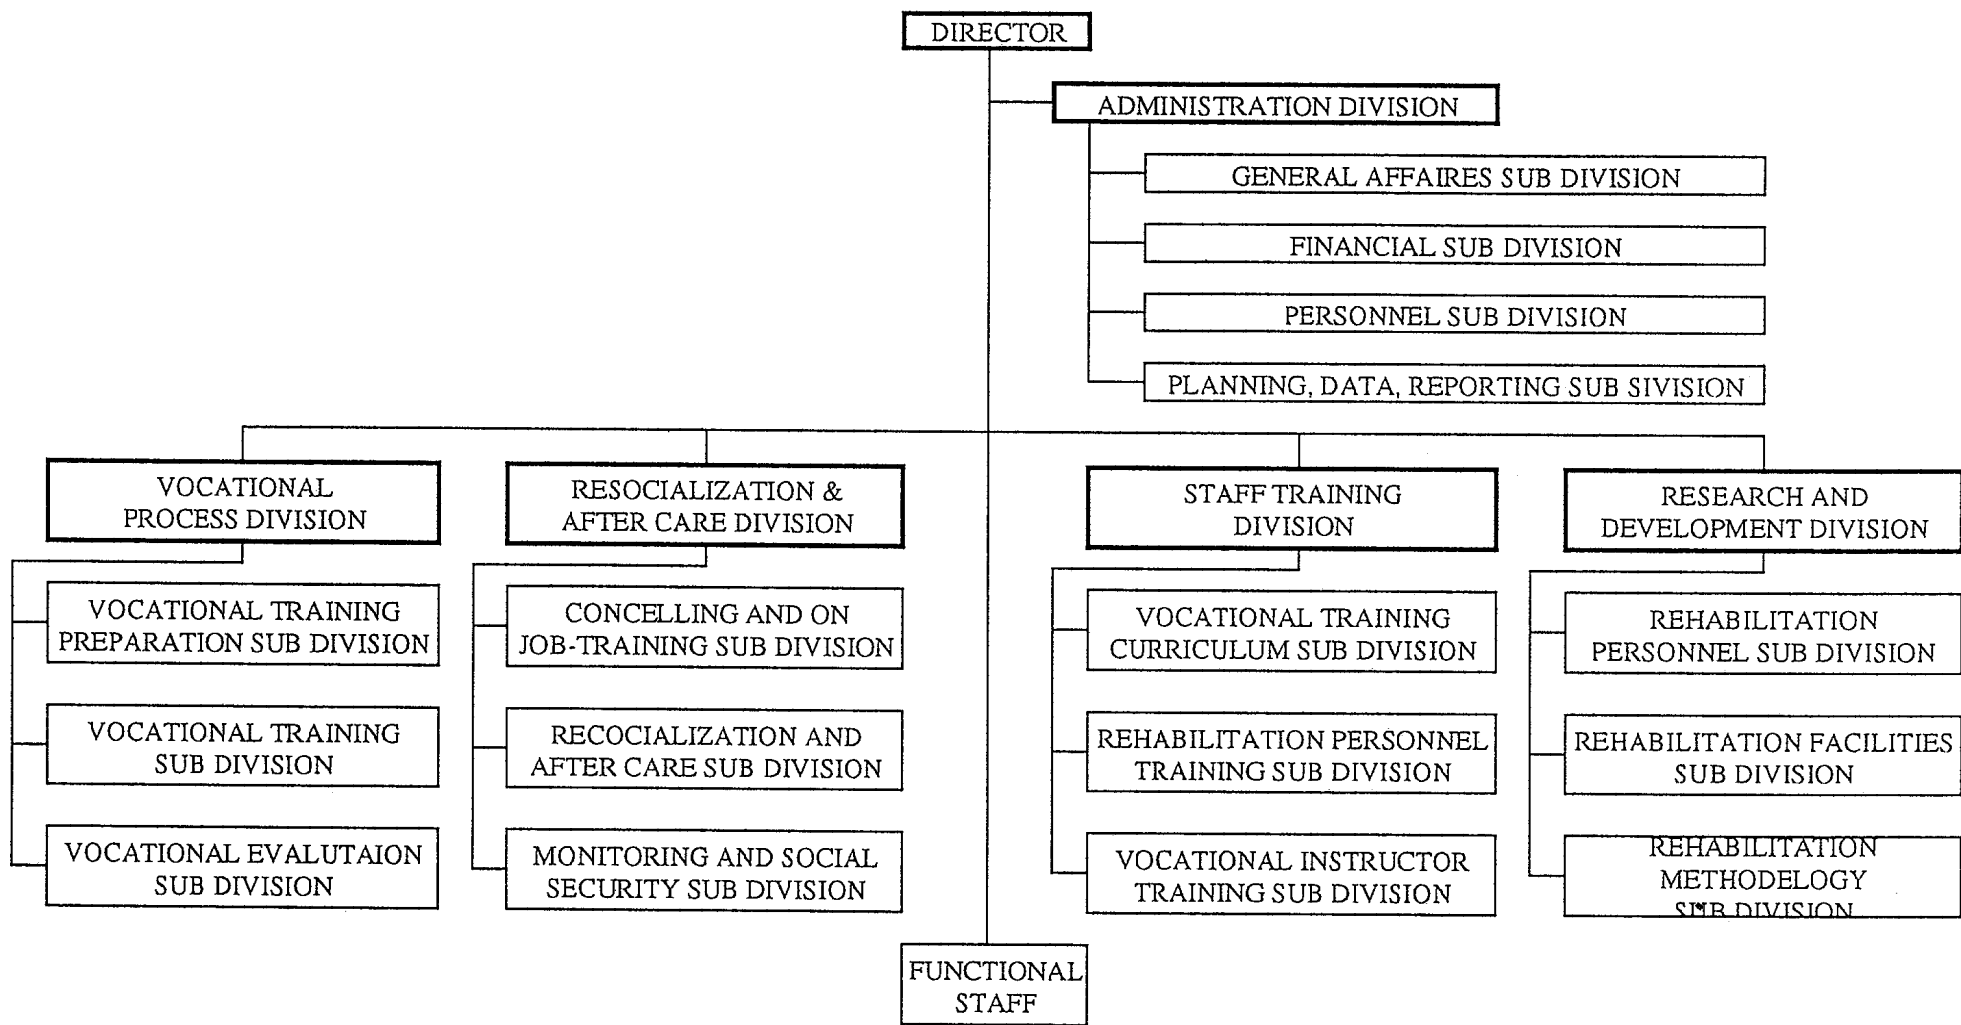 DIRECTOR
ADMINISTRATION DIVISION
GENERAL AFFAIRES SUB DIVISION
FINANCIAL SUB DIVISION
PERSONNEL SUB DIVISION
PLANNING, DATA, REPORTING SUB SIVISION
VOCATIONAL
PROCESS DIVISION
RESOCIALIZATION &
AFTER CARE DIVISION
STAFF TRAINING
DIVISION
RESEARCH AND
DEVELOPMENT DIVISION
VOCATIONAL TRAINING
PREPARATION SUB DIVISION
CONCELLING AND ON
JOB-TRAINING SUB DIVISION
VOCATIONAL TRAINING
CURRICULUM SUB DIVISION
REHABILITATION
PERSONNEL SUB DIVISION
VOCATIONAL TRAINING
SUB DIVISION
RECOCIALIZATION AND
AFTER CARE SUB DIVISION
REHABILITATION PERSONNEL
TRAINING SUB DIVISION
REHABILITATION FACILITIES
SUB DIVISION
VOCATIONAL EVALUTAION
SUB DIVISION
MONITORING AND SOCIAL
SECURITY SUB DIVISION
VOCATIONAL INSTRUCTOR
TRAINING SUB DIVISION
REHABILITATION
METHODELOGY
SUB DIVISION
FUNCTIONAL
STAFF